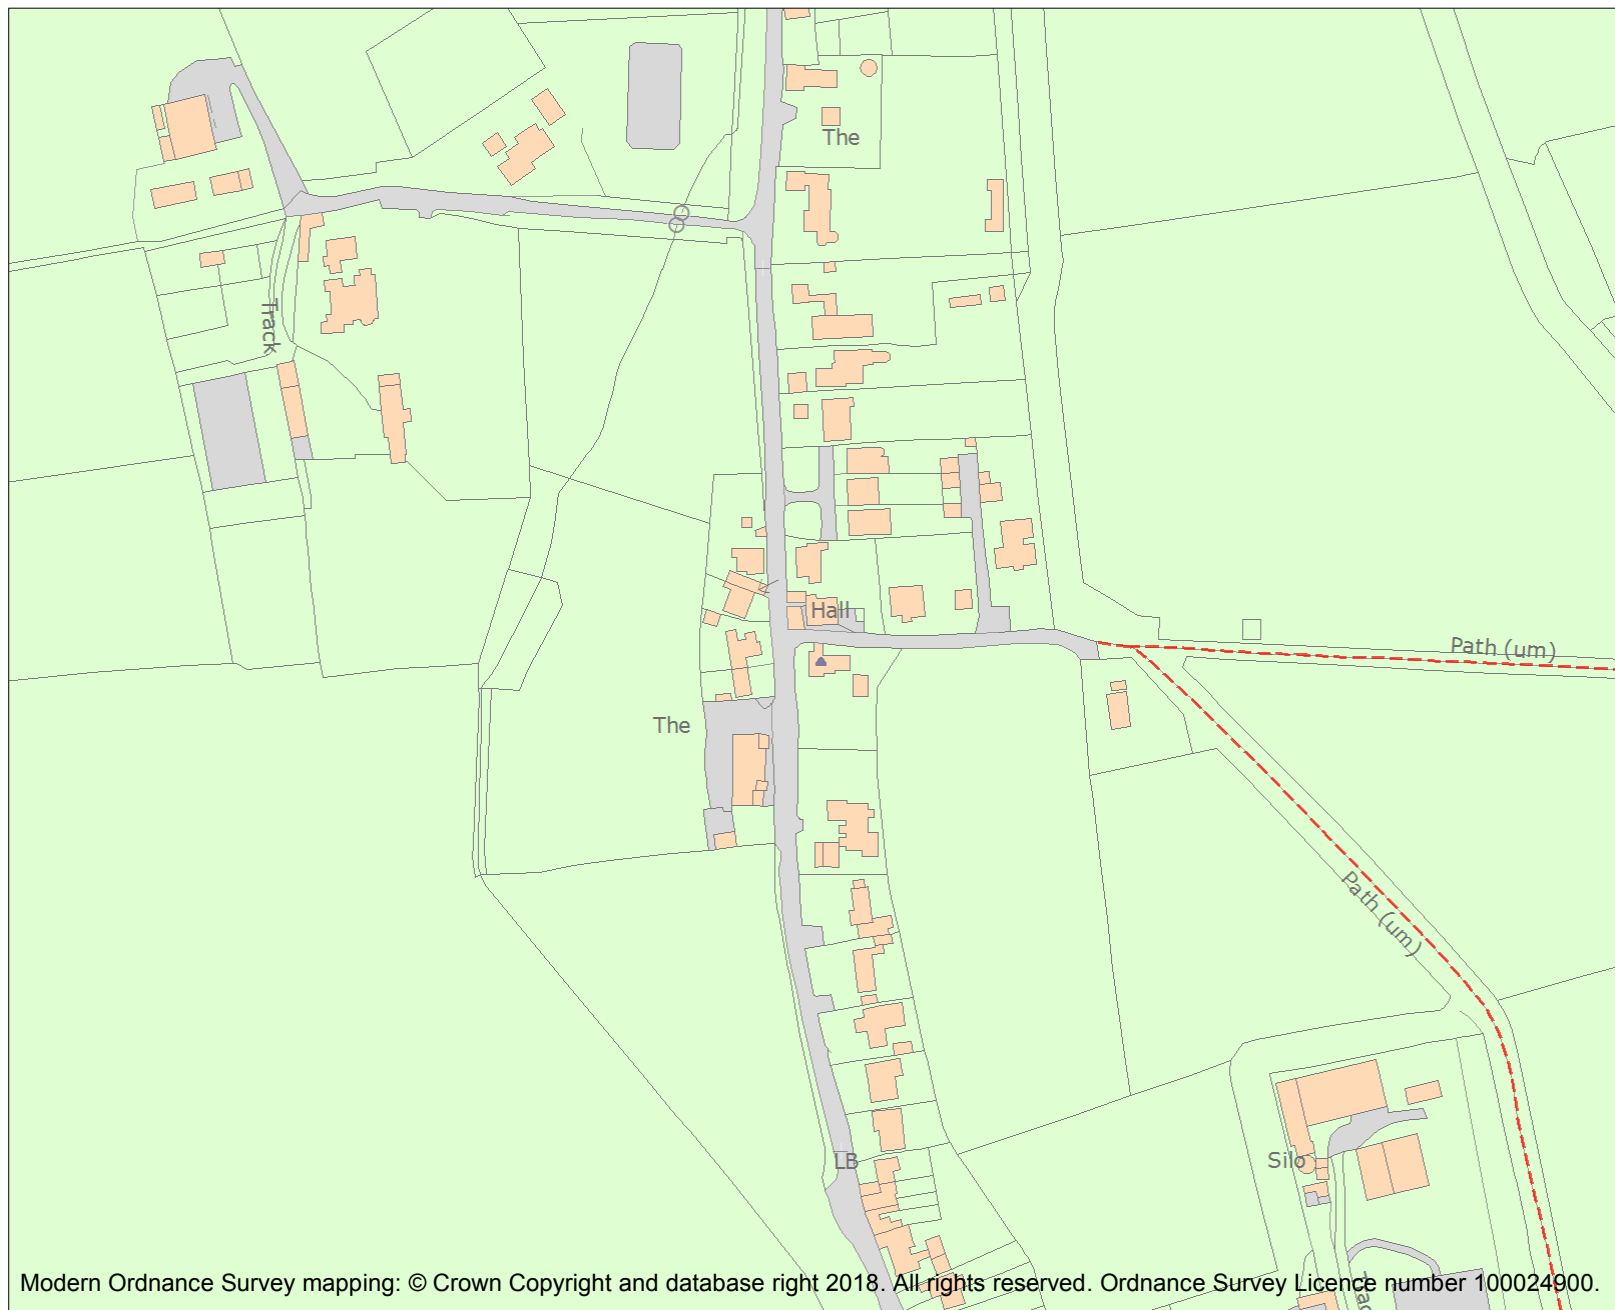 The
Track
Hall
Path (um)
The
Path (um)
LB
Silo
Modern Ordnance Survey mapping: © Crown Copyright and database right 2018. All rights reserved. Ordnance Survey Licence number 100024900.